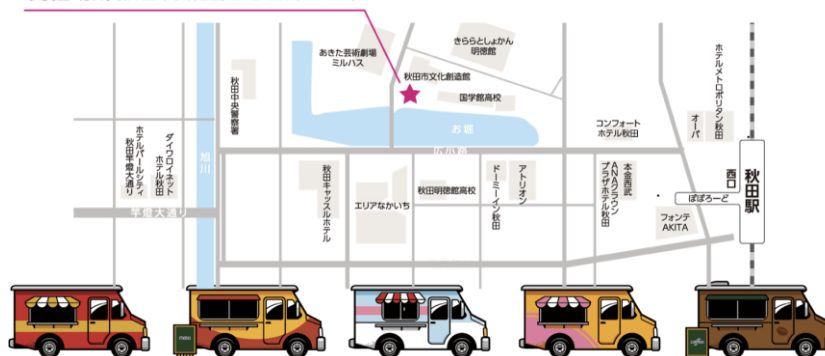 きららとしょかん
明徳館
あきた芸術劇場
ミルハス
秋田市文化創造館
国学館高校
秋田中央警察署
ホテルメトロポリタン秋田
オーパ
コンフォート
ホテル秋田
お堀
広小路
旭川
ダイワロイネット
ホテル秋田
ホテルパールシティ
秋田竿燈大通り
竿燈大通り
秋田キャッスルホテル
エリアなかいち
秋田明徳館高校
ドーミーイン秋田
アトリオン
本金西武
ANAクラウン
プラザホテル秋田
西口
秋田駅
ぽぽろーど
フォンテ
AKITA
menu
coffee